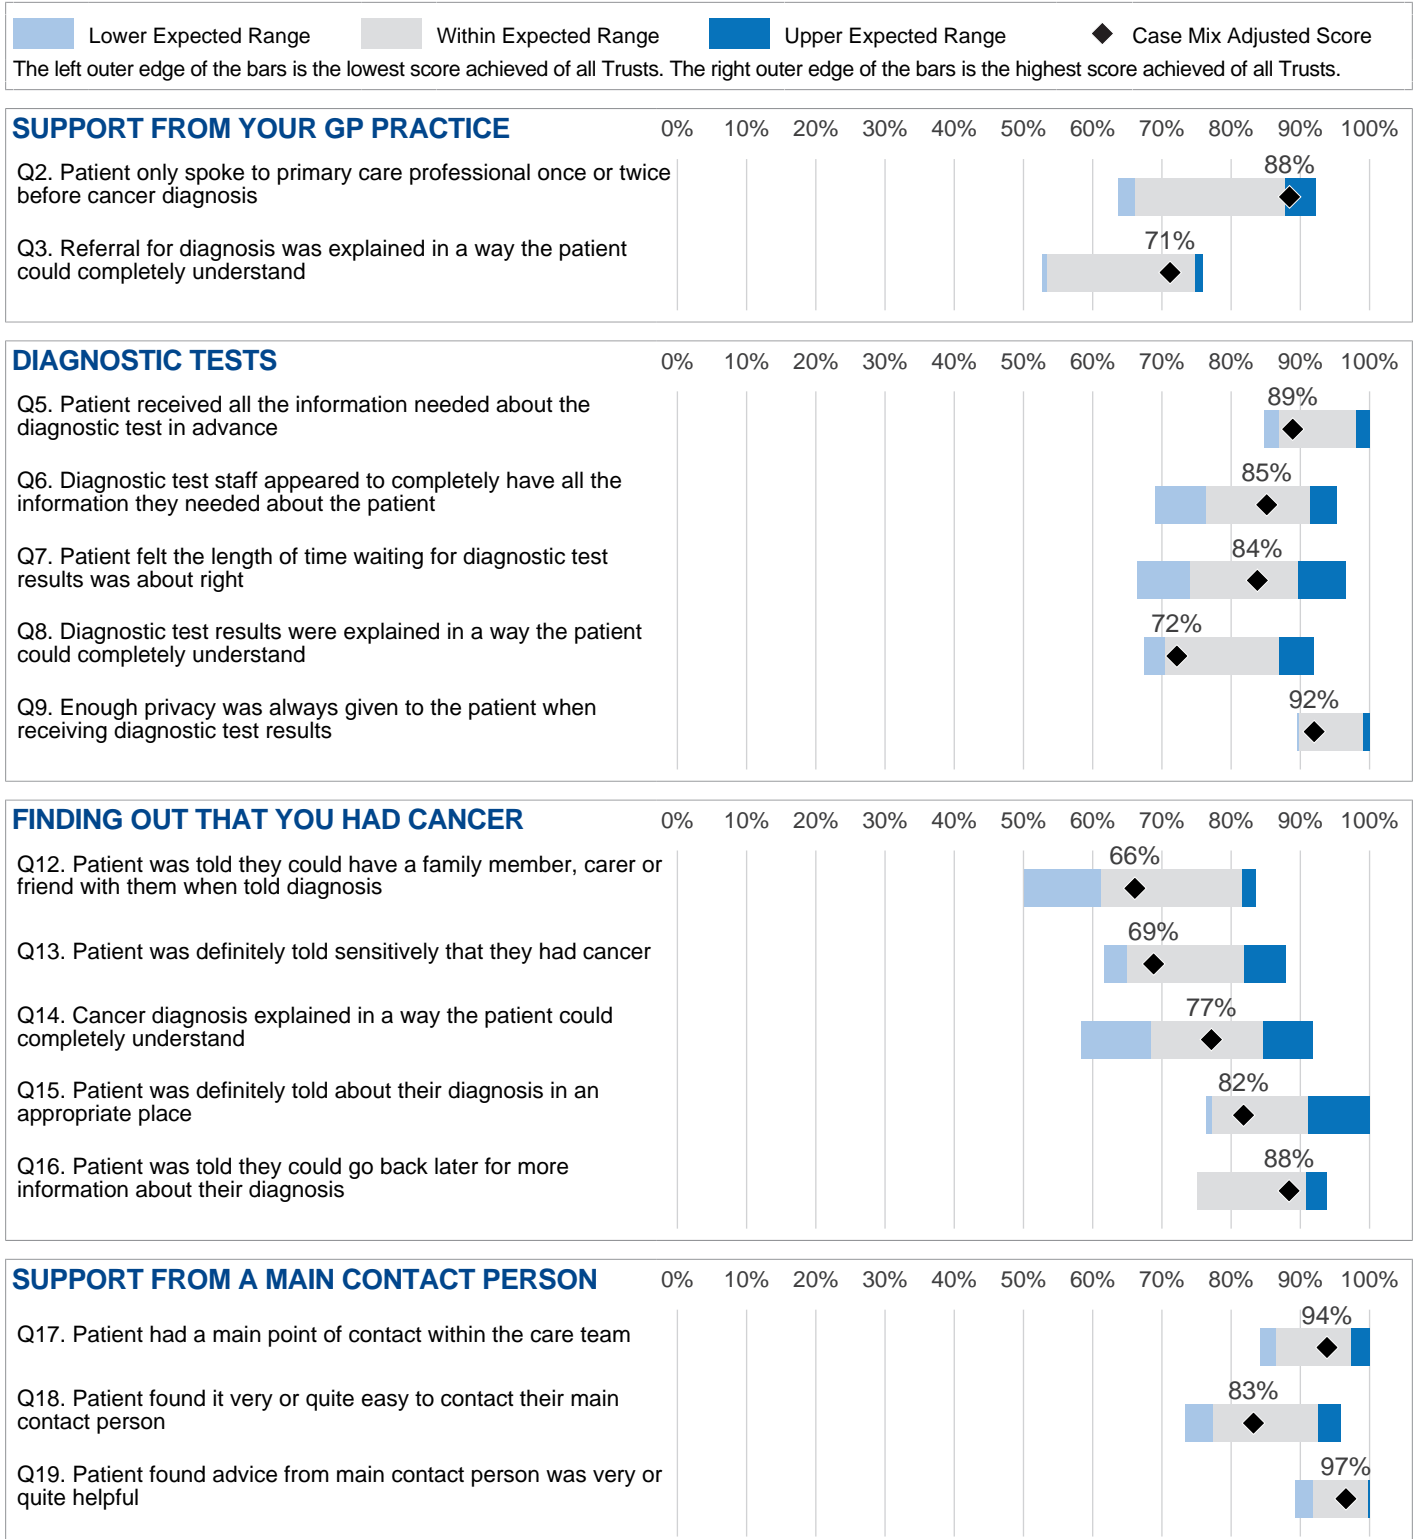 Lower Expected Range Within Expected Range Upper Expected Range Case Mix Adjusted Score
The left outer edge of the bars is the lowest score achieved of all Trusts. The right outer edge of the bars is the highest score achieved of all Trusts.
SUPPORT FROM YOUR GP PRACTICE 0% 10% 20% 30% 40% 50% 60% 70% 80% 90% 100%
88%
Q2. Patient only spoke to primary care professional once or twice
before cancer diagnosis
71%
Q3. Referral for diagnosis was explained in a way the patient
could completely understand
DIAGNOSTIC TESTS 0% 10% 20% 30% 40% 50% 60% 70% 80% 90% 100%
89%
Q5. Patient received all the information needed about the
diagnostic test in advance
85%
Q6. Diagnostic test staff appeared to completely have all the
information they needed about the patient
84%
Q7. Patient felt the length of time waiting for diagnostic test
results was about right
72%
Q8. Diagnostic test results were explained in a way the patient
could completely understand
92%
Q9. Enough privacy was always given to the patient when
receiving diagnostic test results
FINDING OUT THAT YOU HAD CANCER 0% 10% 20% 30% 40% 50% 60% 70% 80% 90% 100%
66%
Q12. Patient was told they could have a family member, carer or
friend with them when told diagnosis
69%
Q13. Patient was definitely told sensitively that they had cancer
77%
Q14. Cancer diagnosis explained in a way the patient could
completely understand
82%
Q15. Patient was definitely told about their diagnosis in an
appropriate place
88%
Q16. Patient was told they could go back later for more
information about their diagnosis
SUPPORT FROM A MAIN CONTACT PERSON 0% 10% 20% 30% 40% 50% 60% 70% 80% 90% 100%
94%
Q17. Patient had a main point of contact within the care team
83%
Q18. Patient found it very or quite easy to contact their main
contact person
97%
Q19. Patient found advice from main contact person was very or
quite helpful